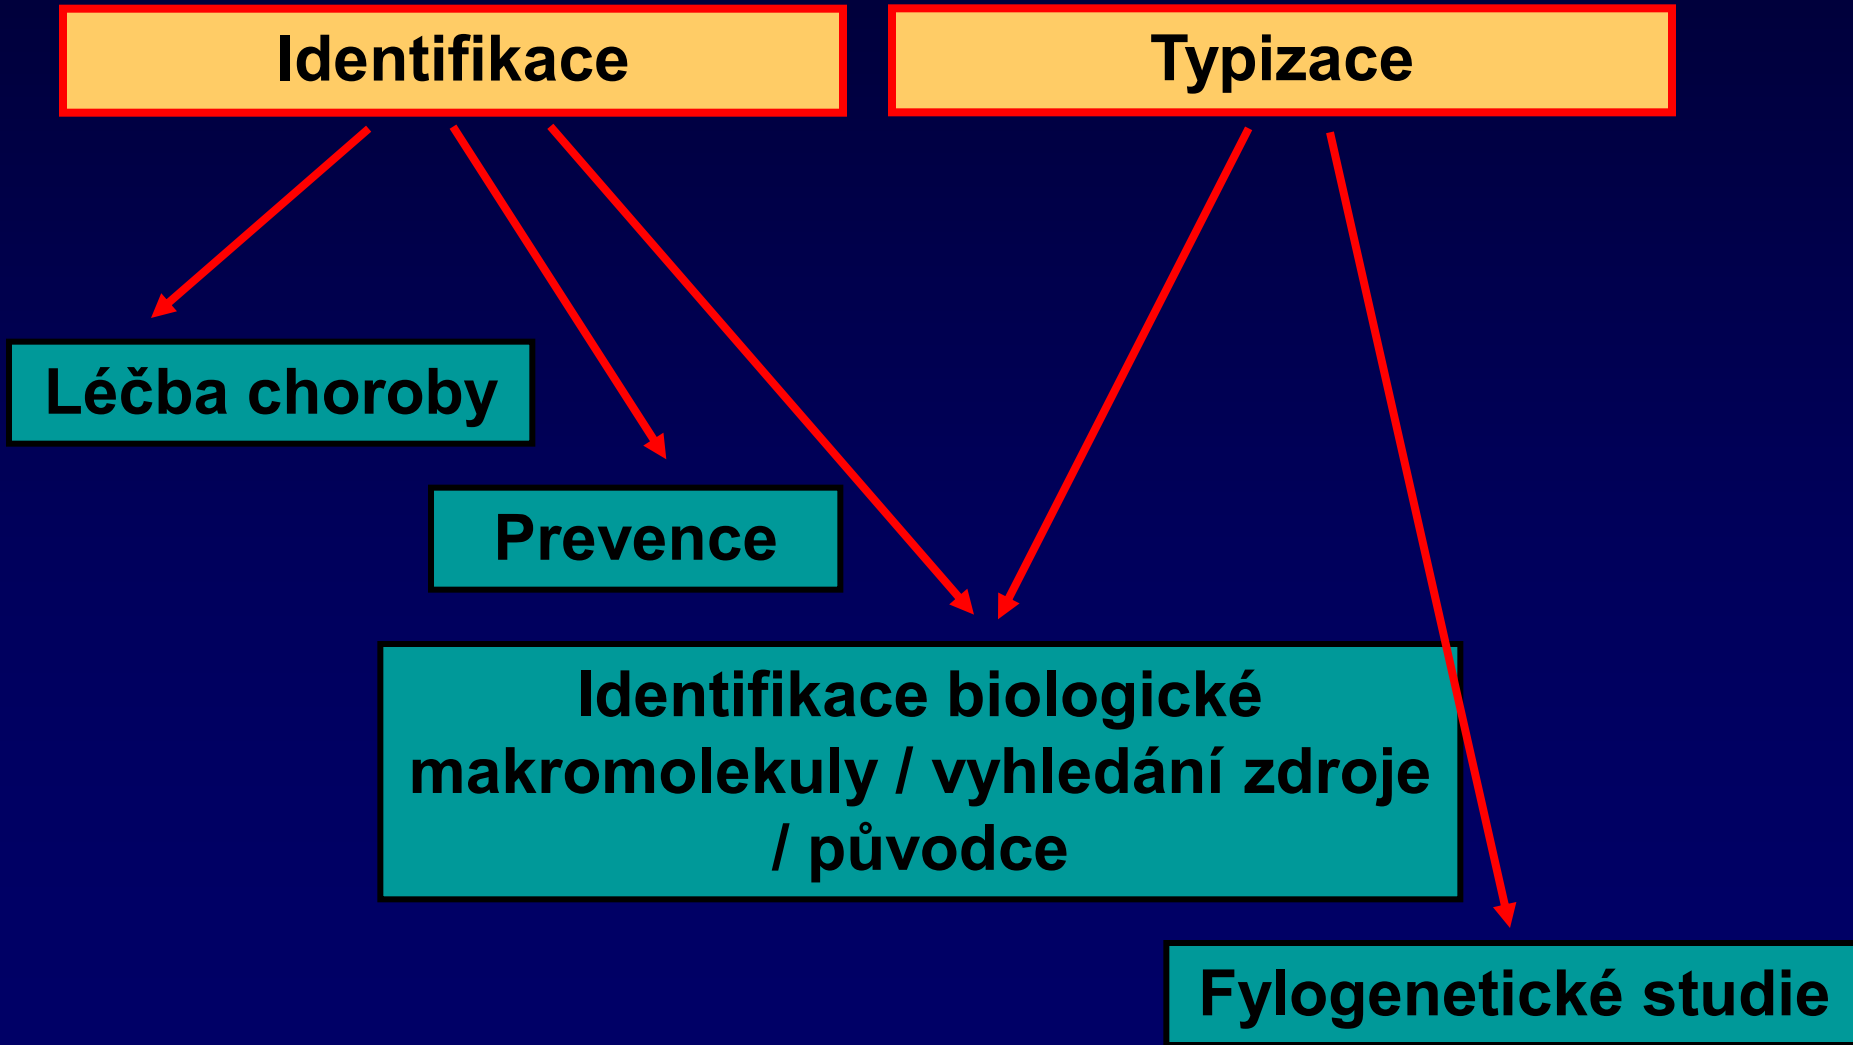 Identifikace
Typizace
Léčba choroby
Prevence
Identifikace biologické
makromolekuly / vyhledání zdroje
/ původce
Fylogenetické studie